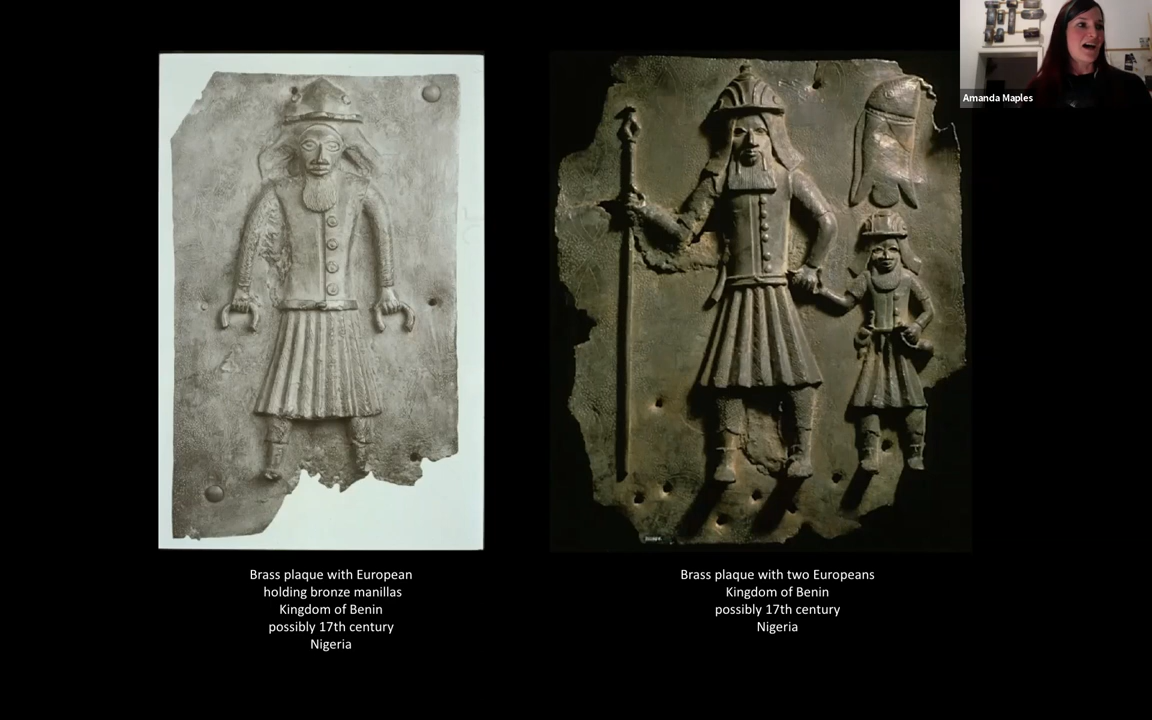 Amanda Maples
Brass plaque with European
holding bronze manillas
Kingdom of Benin
possibly 17th century
Nigeria
Brass plaque with two Europeans
Kingdom of Benin
possibly 17th century
Nigeria